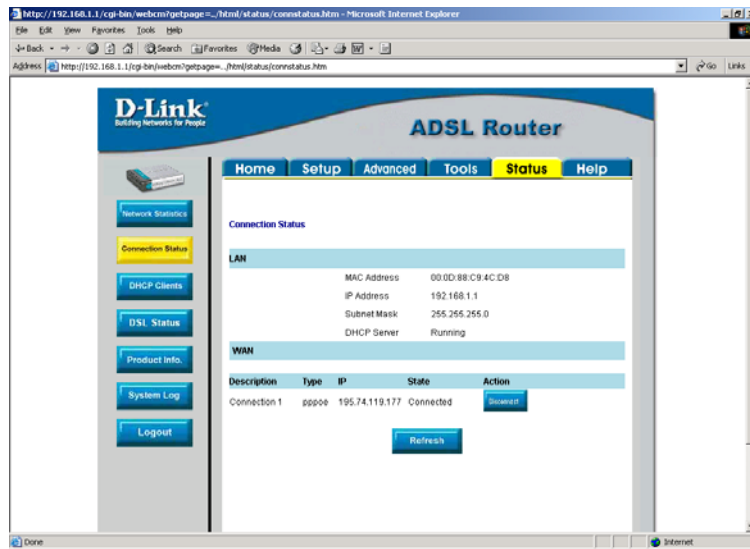 http://192.168.1.1/cgi-bin/webcm?getpage=../html/status/connstatus.htm - Microsoft Internet Explorer
File Edit View Favorites Tools Help
Back Search Favorites Media
Address http://192.168.1.1/cgi-bin/webcm?getpage=../html/status/connstatus.htm Go Links
D-Link
Building Networks for People
ADSL Router
Home Setup Advanced Tools Status Help
Network Statistics
Connection Status
DHCP Clients
DSL Status
Product Info.
System Log
Logout
Connection Status
LAN
MAC Address 00:0D:88:C9:4C:D8
IP Address 192.168.1.1
Subnet Mask 255.255.255.0
DHCP Server Running
WAN
Description Type IP State Action
Connection 1 pppoe 195.74.119.177 Connected Disconnect
Refresh
Done Internet